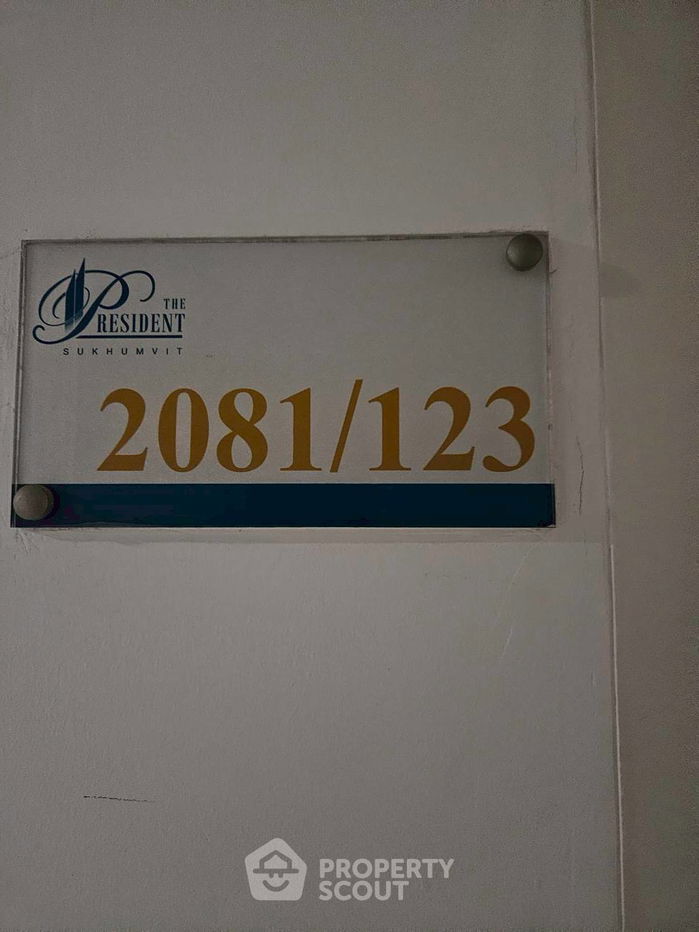 THE
PRESIDENT
SUKHUMVIT
2081/123
PROPERTY
SCOUT